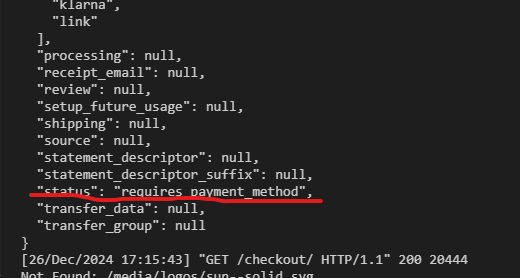 "klarna",
"link"
],
"processing": null,
"receipt_email": null,
"review": null,
"setup_future_usage": null,
"shipping": null,
"source": null,
"statement_descriptor": null,
"statement_descriptor_suffix": null,
"status": "requires_payment_method",
"transfer_data": null,
"transfer_group": null
}
[26/Dec/2024 17:15:43] "GET /checkout/ HTTP/1.1" 200 20444
Not Found: /media/logos/sun--solid.svg